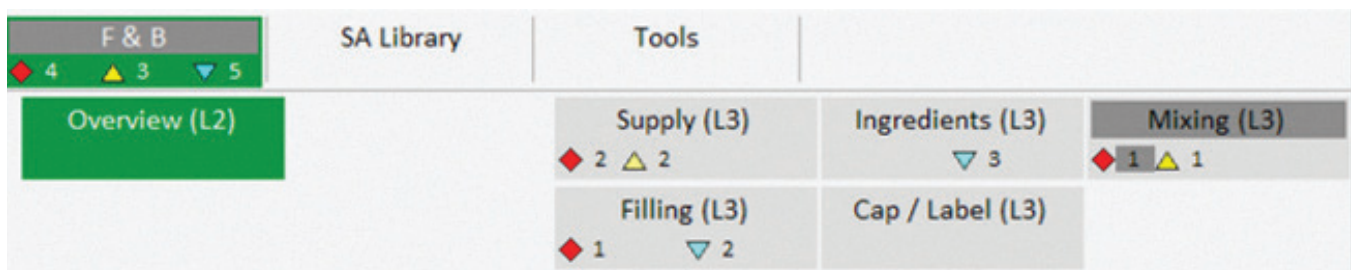 F & B SA Library Tools
4 3 5
Overview (L2) Supply (L3) Ingredients (L3) Mixing (L3)
2 2 3 1 1
Filling (L3) Cap / Label (L3)
1 2